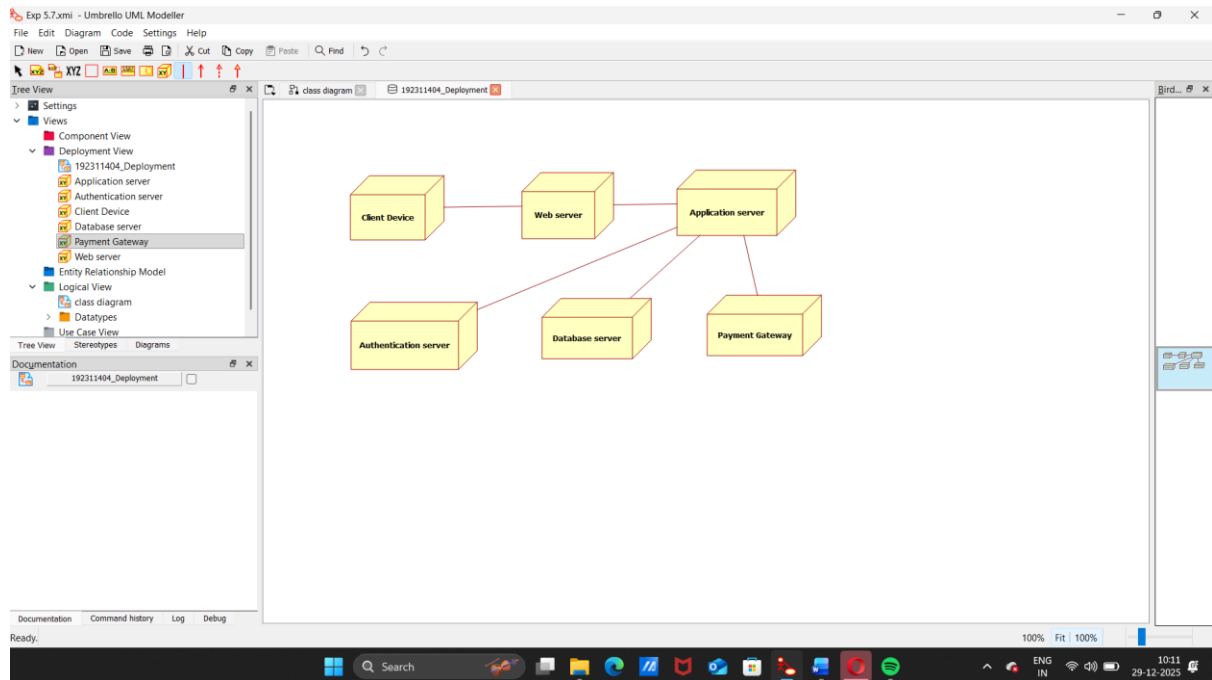 Exp 5.7.xmi - Umbrello UML Modeller
File Edit Diagram Code Settings Help
New Open Save Cut Copy Paste Find
XYZ
Tree View
class diagram
192311404_Deployment
Bird...
Settings
Views
Component View
Deployment View
192311404_Deployment
Application server
Authentication server
Client Device
Database server
Payment Gateway
Web server
Entity Relationship Model
Logical View
class diagram
Datatypes
Use Case View
Tree View Stereotypes Diagrams
Documentation
192311404_Deployment
Client Device
Web server
Application server
Authentication server
Database server
Payment Gateway
Documentation Command history Log Debug
Ready.
100% Fit 100%
Search
ENG
IN
10:11
29-12-2025